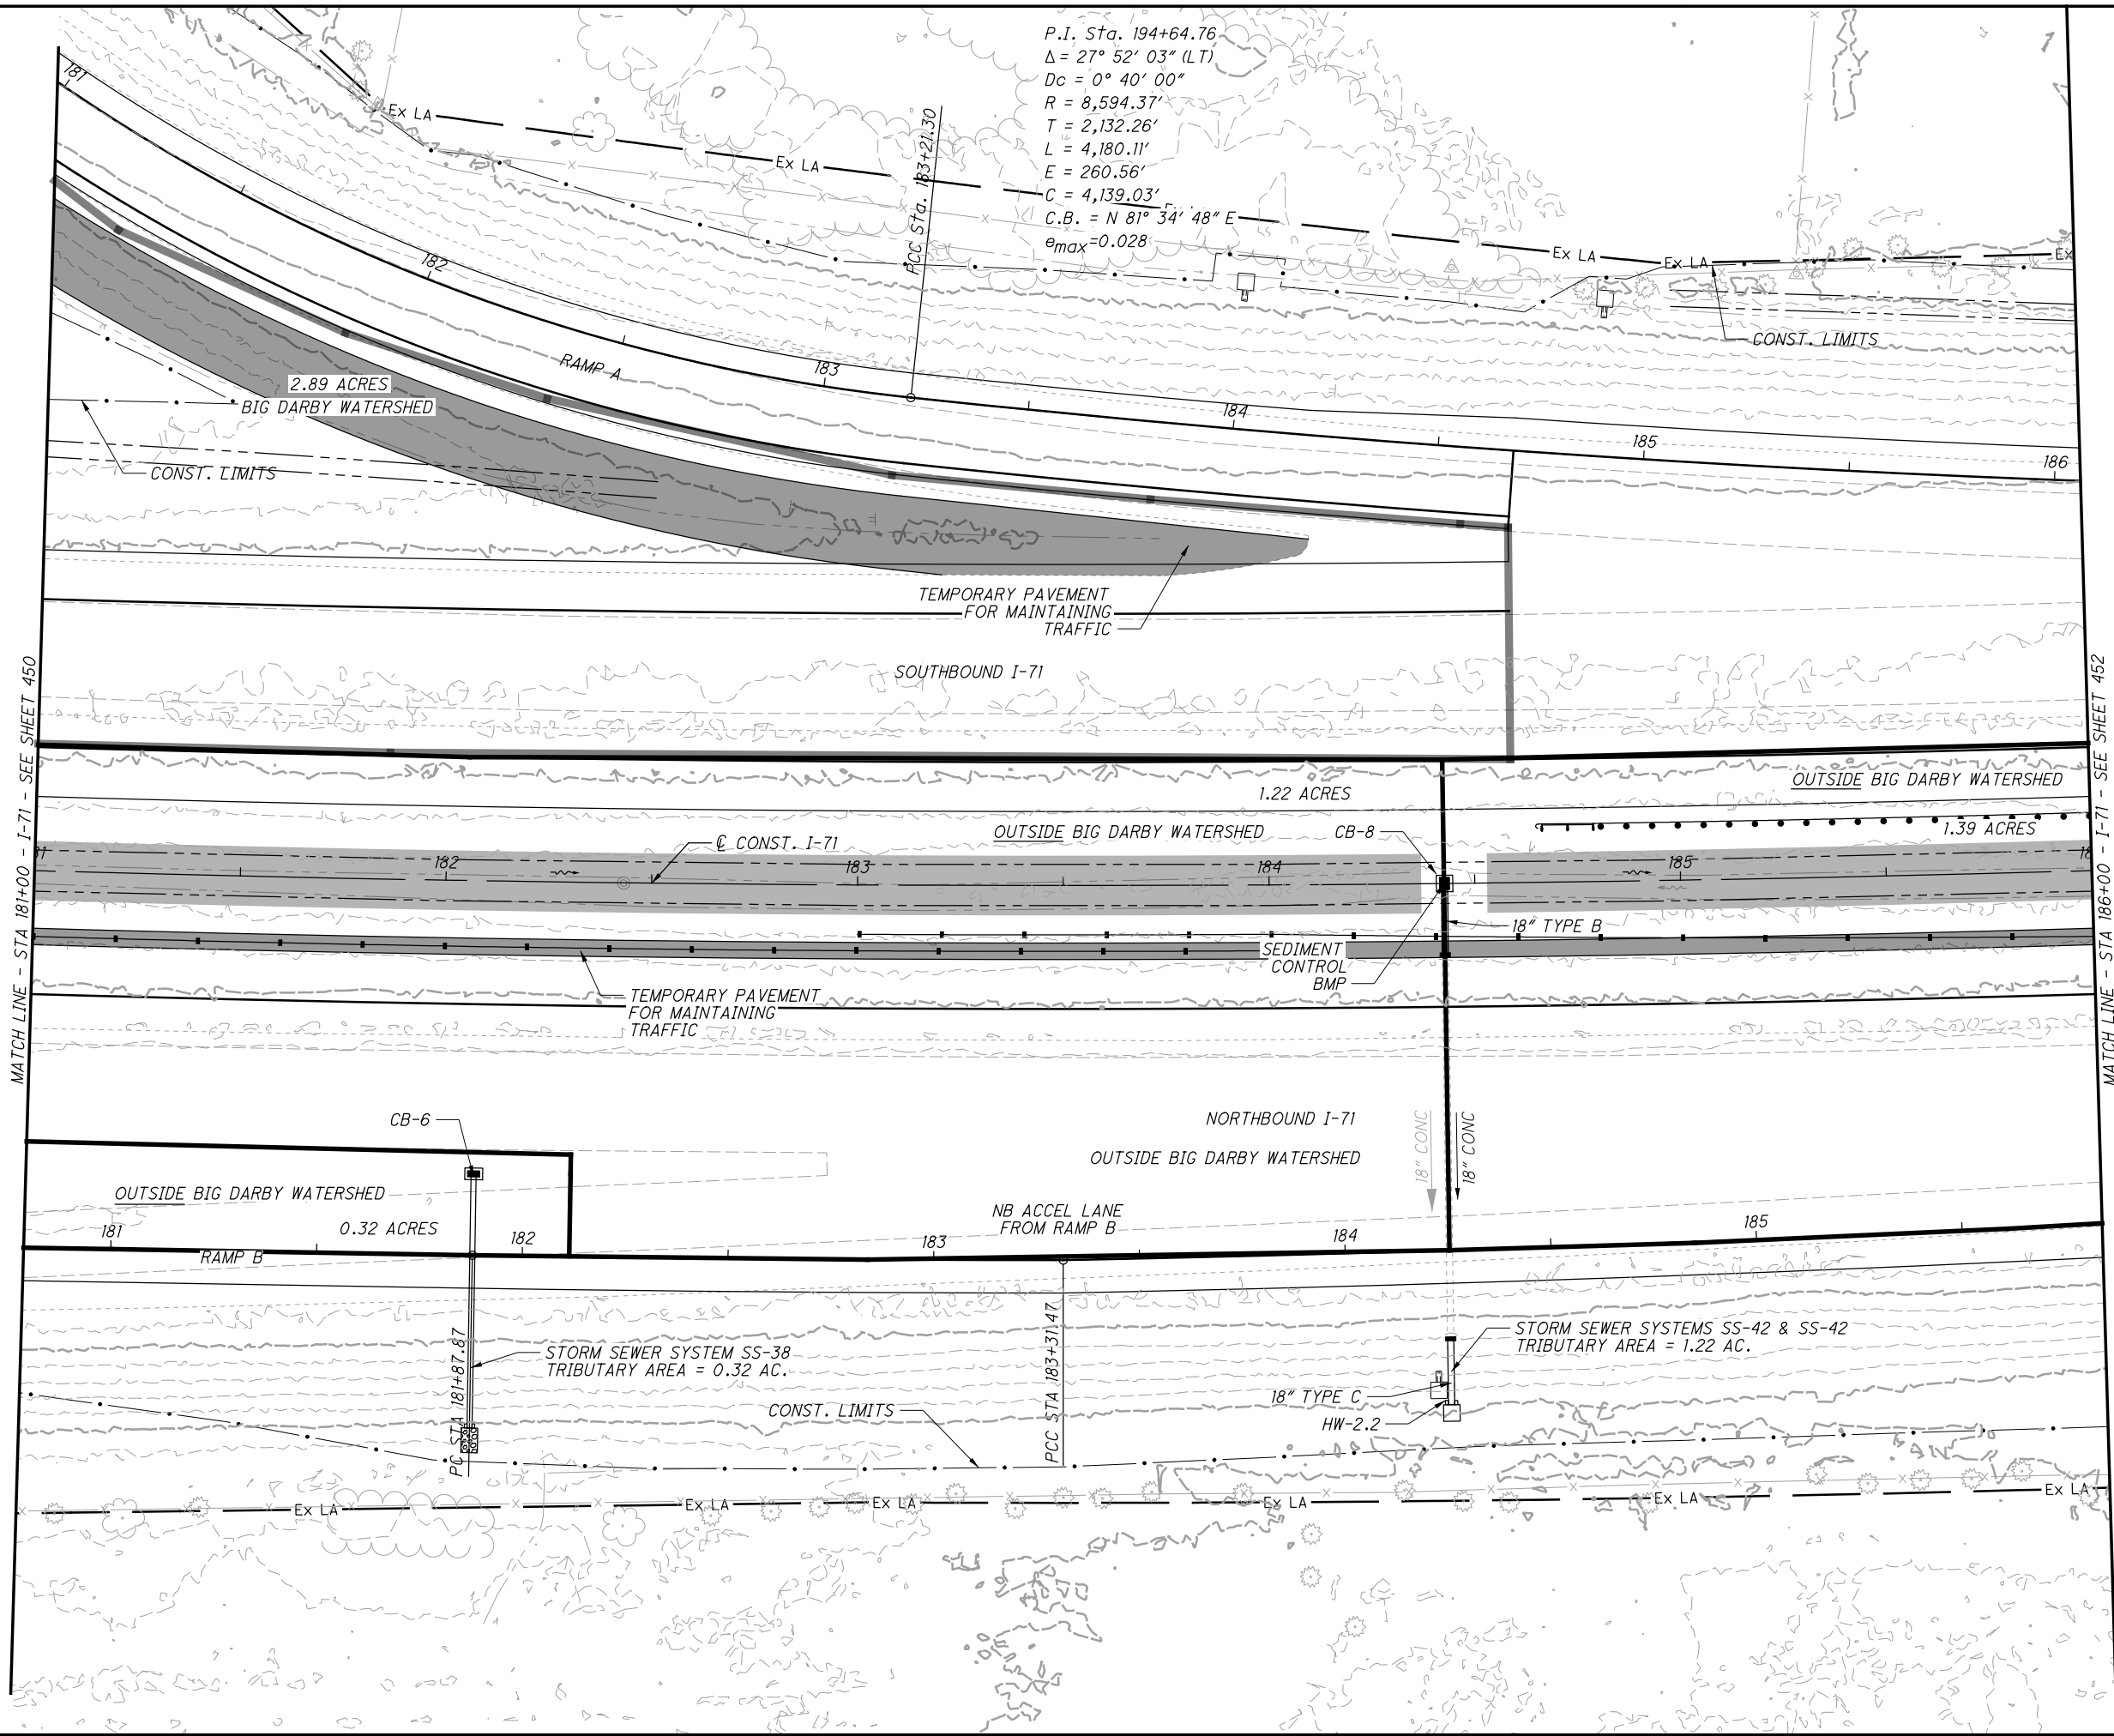 P.I. Sta. 194+64.76
Δ = 27° 52' 03" (LT)
Dc = 0° 40' 00"
R = 8,594.37'
T = 2,132.26'
L = 4,180.11'
E = 260.56'
C = 4,139.03'
C.B. = N 81° 34' 48" E
emax=0.028
181
Ex LA
Ex LA
PCC Sta. 183+21.30
Ex LA
Ex LA
Ex
182
RAMP A
183
CONST. LIMITS
2.89 ACRES
BIG DARBY WATERSHED
184
185
186
CONST. LIMITS
TEMPORARY PAVEMENT
FOR MAINTAINING
TRAFFIC
SOUTHBOUND I-71
MATCH LINE - STA 181+00 - I-71 - SEE SHEET 450
MATCH LINE - STA 186+00 - I-71 - SEE SHEET 452
OUTSIDE BIG DARBY WATERSHED
1.22 ACRES
1.39 ACRES
℄ CONST. I-71
OUTSIDE BIG DARBY WATERSHED
CB-8
182
183
184
185
18" TYPE B
SEDIMENT
CONTROL
BMP
TEMPORARY PAVEMENT
FOR MAINTAINING
TRAFFIC
CB-6
NORTHBOUND I-71
18" CONC
18" CONC
OUTSIDE BIG DARBY WATERSHED
OUTSIDE BIG DARBY WATERSHED
0.32 ACRES
NB ACCEL LANE
FROM RAMP B
181
182
183
184
185
RAMP B
PC STA 181+87.87
PCC STA 183+31.47
STORM SEWER SYSTEM SS-38
TRIBUTARY AREA = 0.32 AC.
STORM SEWER SYSTEMS SS-42 & SS-42
TRIBUTARY AREA = 1.22 AC.
18" TYPE C
HW-2.2
CONST. LIMITS
Ex LA
Ex LA
Ex LA
Ex LA
Ex LA
Ex LA